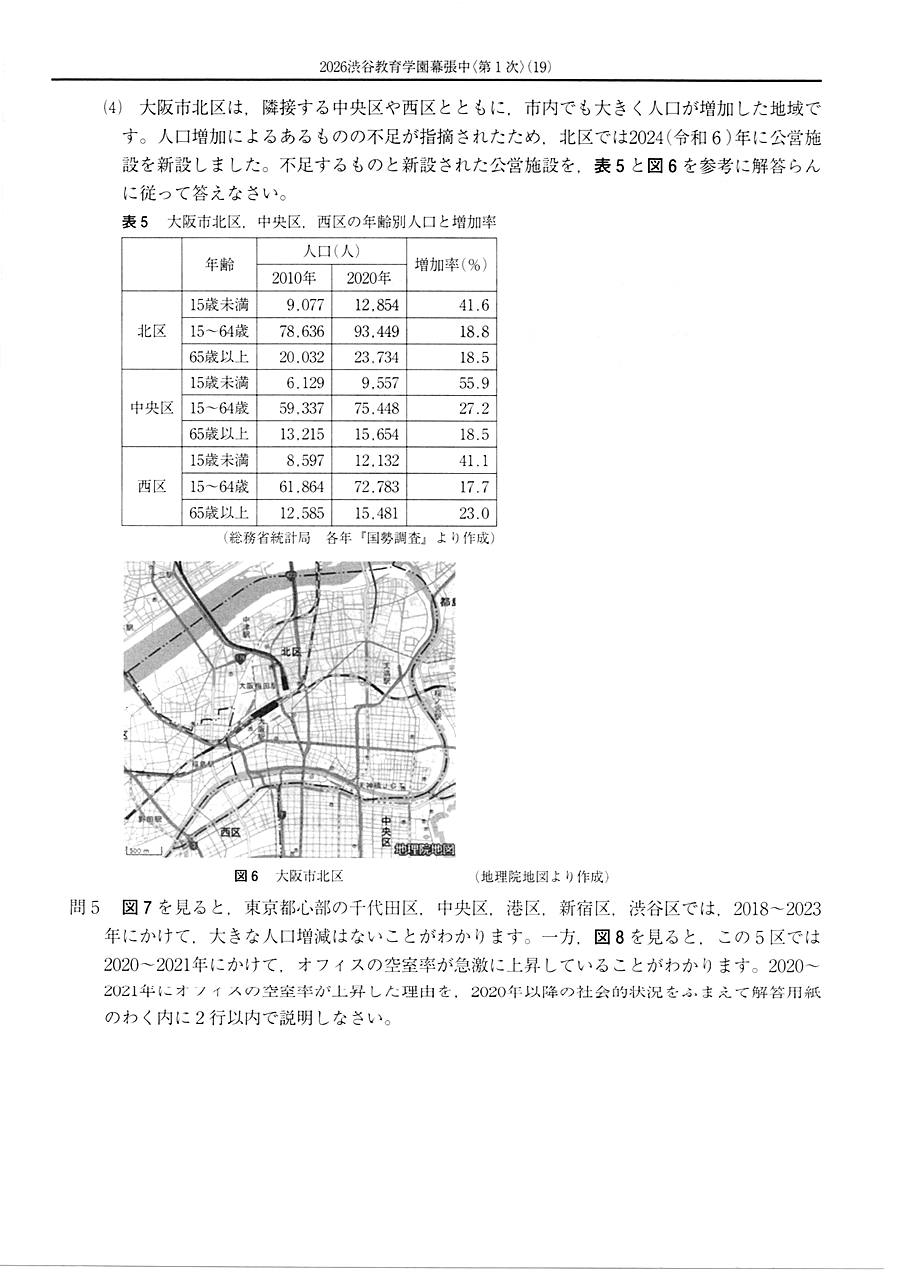 2026渋谷教育学園幕張中〈第1次〉(19)
(4) 大阪市北区は，隣接する中央区や西区とともに，市内でも大きく人口が増加した地域で
す。人口増加によるあるものの不足が指摘されたため，北区では2024(令和6)年に公営施
設を新設しました。不足するものと新設された公営施設を，表5と図6を参考に解答らん
に従って答えなさい。
表5 大阪市北区，中央区，西区の年齢別人口と増加率
年齢 人口(人) 増加率(%)
2010年 2020年
北区 15歳未満 9,077 12,854 41.6
15～64歳 78,636 93,449 18.8
65歳以上 20,032 23,734 18.5
中央区 15歳未満 6,129 9,557 55.9
15～64歳 59,337 75,448 27.2
65歳以上 13,215 15,654 18.5
西区 15歳未満 8,597 12,132 41.1
15～64歳 61,864 72,783 17.7
65歳以上 12,585 15,481 23.0
(総務省統計局 各年『国勢調査』より作成)
中津駅
北区
大阪梅田駅
大阪駅
福島駅
野田駅
西区
中央区
500m
地理院地図
図6 大阪市北区 (地理院地図より作成)
問5 図7を見ると，東京都心部の千代田区，中央区，港区，新宿区，渋谷区では，2018～2023
年にかけて，大きな人口増減はないことがわかります。一方，図8を見ると，この5区では
2020～2021年にかけて，オフィスの空室率が急激に上昇していることがわかります。2020～
2021年にオフィスの空室率が上昇した理由を，2020年以降の社会的状況をふまえて解答用紙
のわく内に2行以内で説明しなさい。